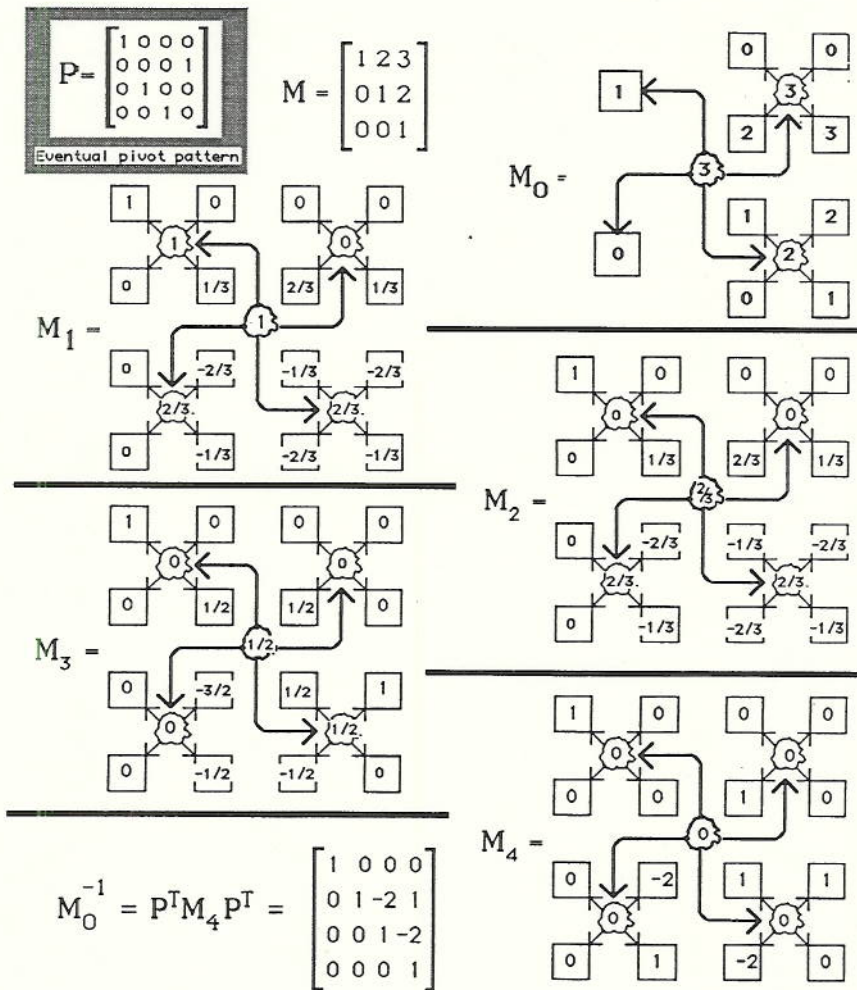 P=
1 0 0 0
0 0 0 1
0 1 0 0
0 0 1 0
Eventual pivot pattern
M =
1 2 3
0 1 2
0 0 1
M0 =
0 0
1 3
2 3
3
1 2
0 2
0 1
M1 =
1 0 0 0
1 0
0 1/3 2/3 1/3
1
0 -2/3 -1/3 -2/3
2/3. 2/3.
0 -1/3 -2/3 -1/3
M2 =
1 0 0 0
0 0
0 1/3 2/3 1/3
2/3
0 -2/3 -1/3 -2/3
2/3. 2/3.
0 -1/3 -2/3 -1/3
M3 =
1 0 0 0
0 0
0 1/2 1/2 0
1/2.
0 -3/2 1/2 1
0 1/2.
0 -1/2 -1/2 0
M4 =
1 0 0 0
0 0
0 0 1 0
0
0 -2 1 1
0 0
0 1 -2 0
M0^-1 = P^T M4 P^T =
1 0 0 0
0 1 -2 1
0 0 1 -2
0 0 0 1